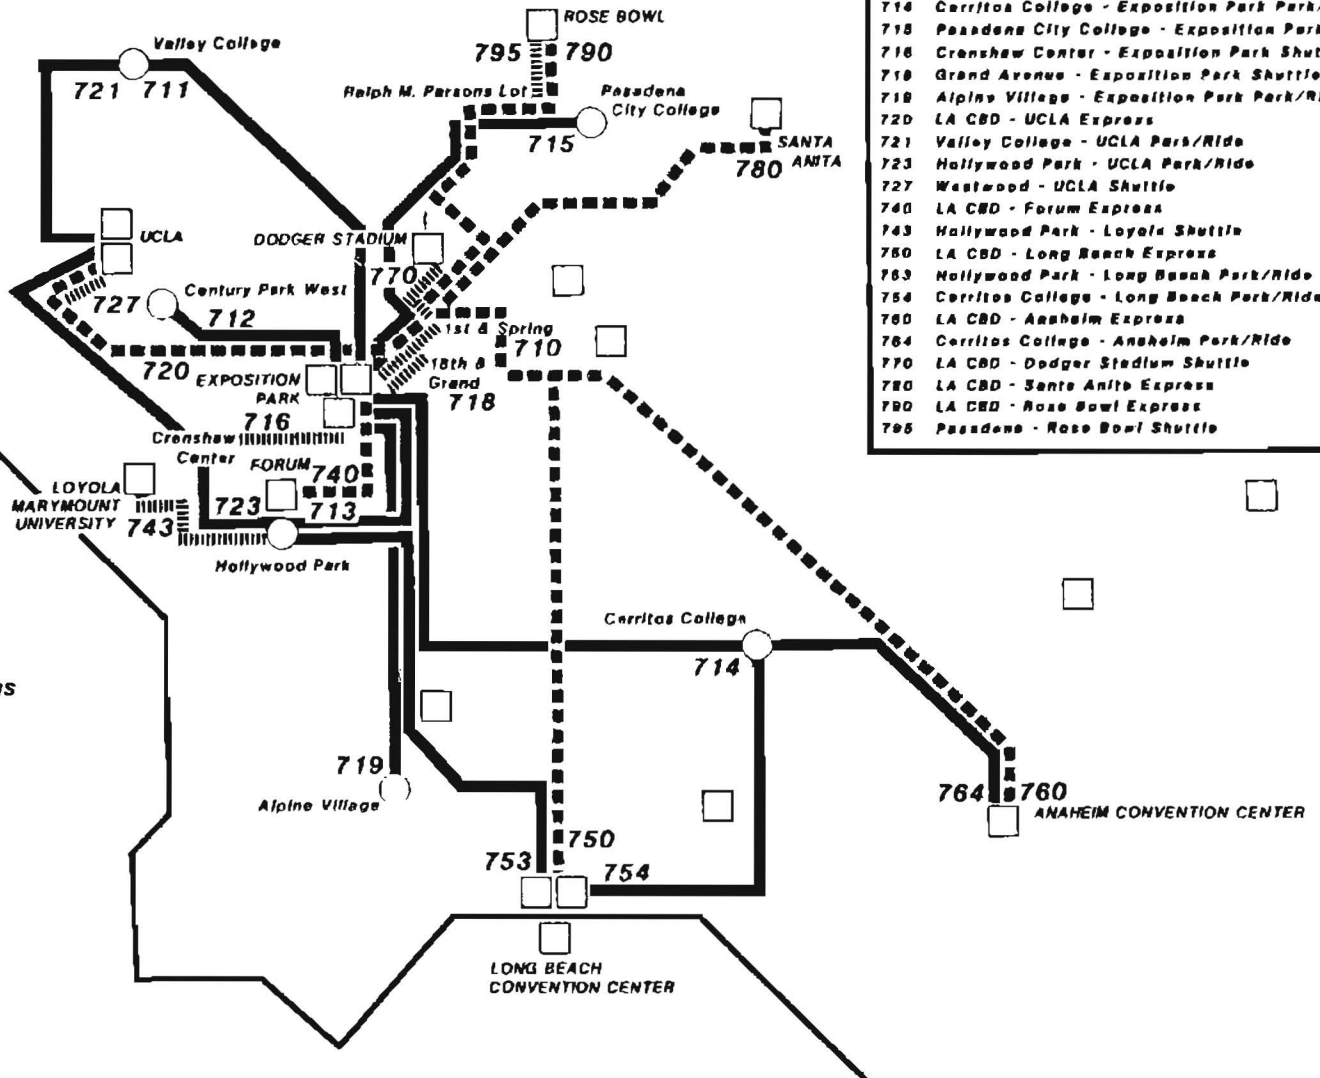 ROSE BOWL
795 790
Valley College
721 711
Ralph M. Parsons Lot
Pasadena
City College
715
SANTA
ANITA
780
UCLA
DODGER STADIUM
770
727
Century Park West
712
1st & Spring
710
720
18th &
Grand
718
EXPOSITION
PARK
716
Crenshaw
Center
FORUM
740
713
723
LOYOLA
MARYMOUNT
UNIVERSITY
743
Hollywood Park
Cerritos College
714
719
Alpine Village
764 760
ANAHEIM CONVENTION CENTER
750
753
754
LONG BEACH
CONVENTION CENTER
714 Cerritos College - Exposition Park Park/
715 Pasadena City College - Exposition Park
716 Crenshaw Center - Exposition Park Shut
718 Grand Avenue - Exposition Park Shuttle
719 Alpine Village - Exposition Park Park/Ri
720 LA CBD - UCLA Express
721 Valley College - UCLA Park/Ride
723 Hollywood Park - UCLA Park/Ride
727 Westwood - UCLA Shuttle
740 LA CBD - Forum Express
743 Hollywood Park - Loyola Shuttle
750 LA CBD - Long Beach Express
753 Hollywood Park - Long Beach Park/Ride
754 Cerritos College - Long Beach Park/Ride
760 LA CBD - Anaheim Express
764 Cerritos College - Anaheim Park/Ride
770 LA CBD - Dodger Stadium Shuttle
780 LA CBD - Santa Anita Express
790 LA CBD - Rose Bowl Express
795 Pasadena - Rose Bowl Shuttle